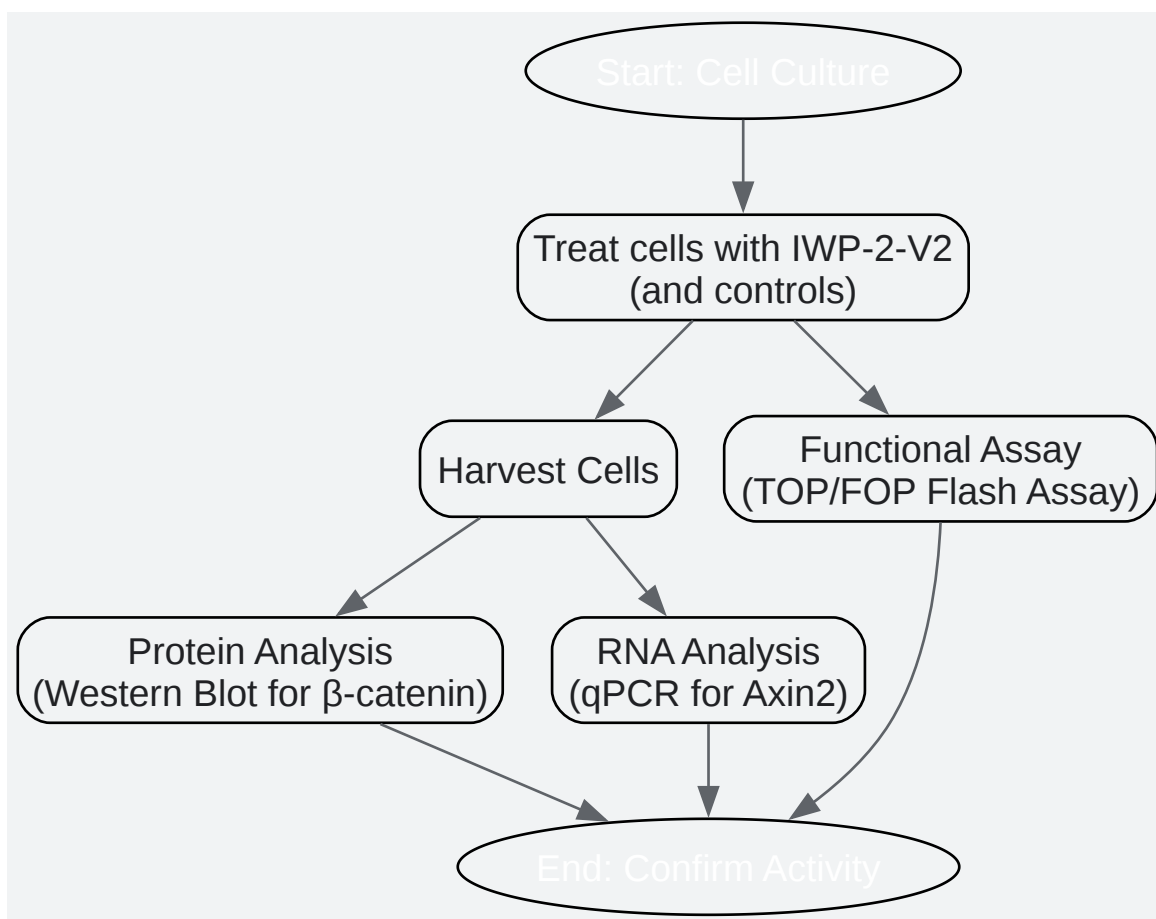 Start: Cell Culture
Treat cells with IWP-2-V2
(and controls)
Harvest Cells
Functional Assay
(TOP/FOP Flash Assay)
Protein Analysis
(Western Blot for β-catenin)
RNA Analysis
(qPCR for Axin2)
End: Confirm Activity